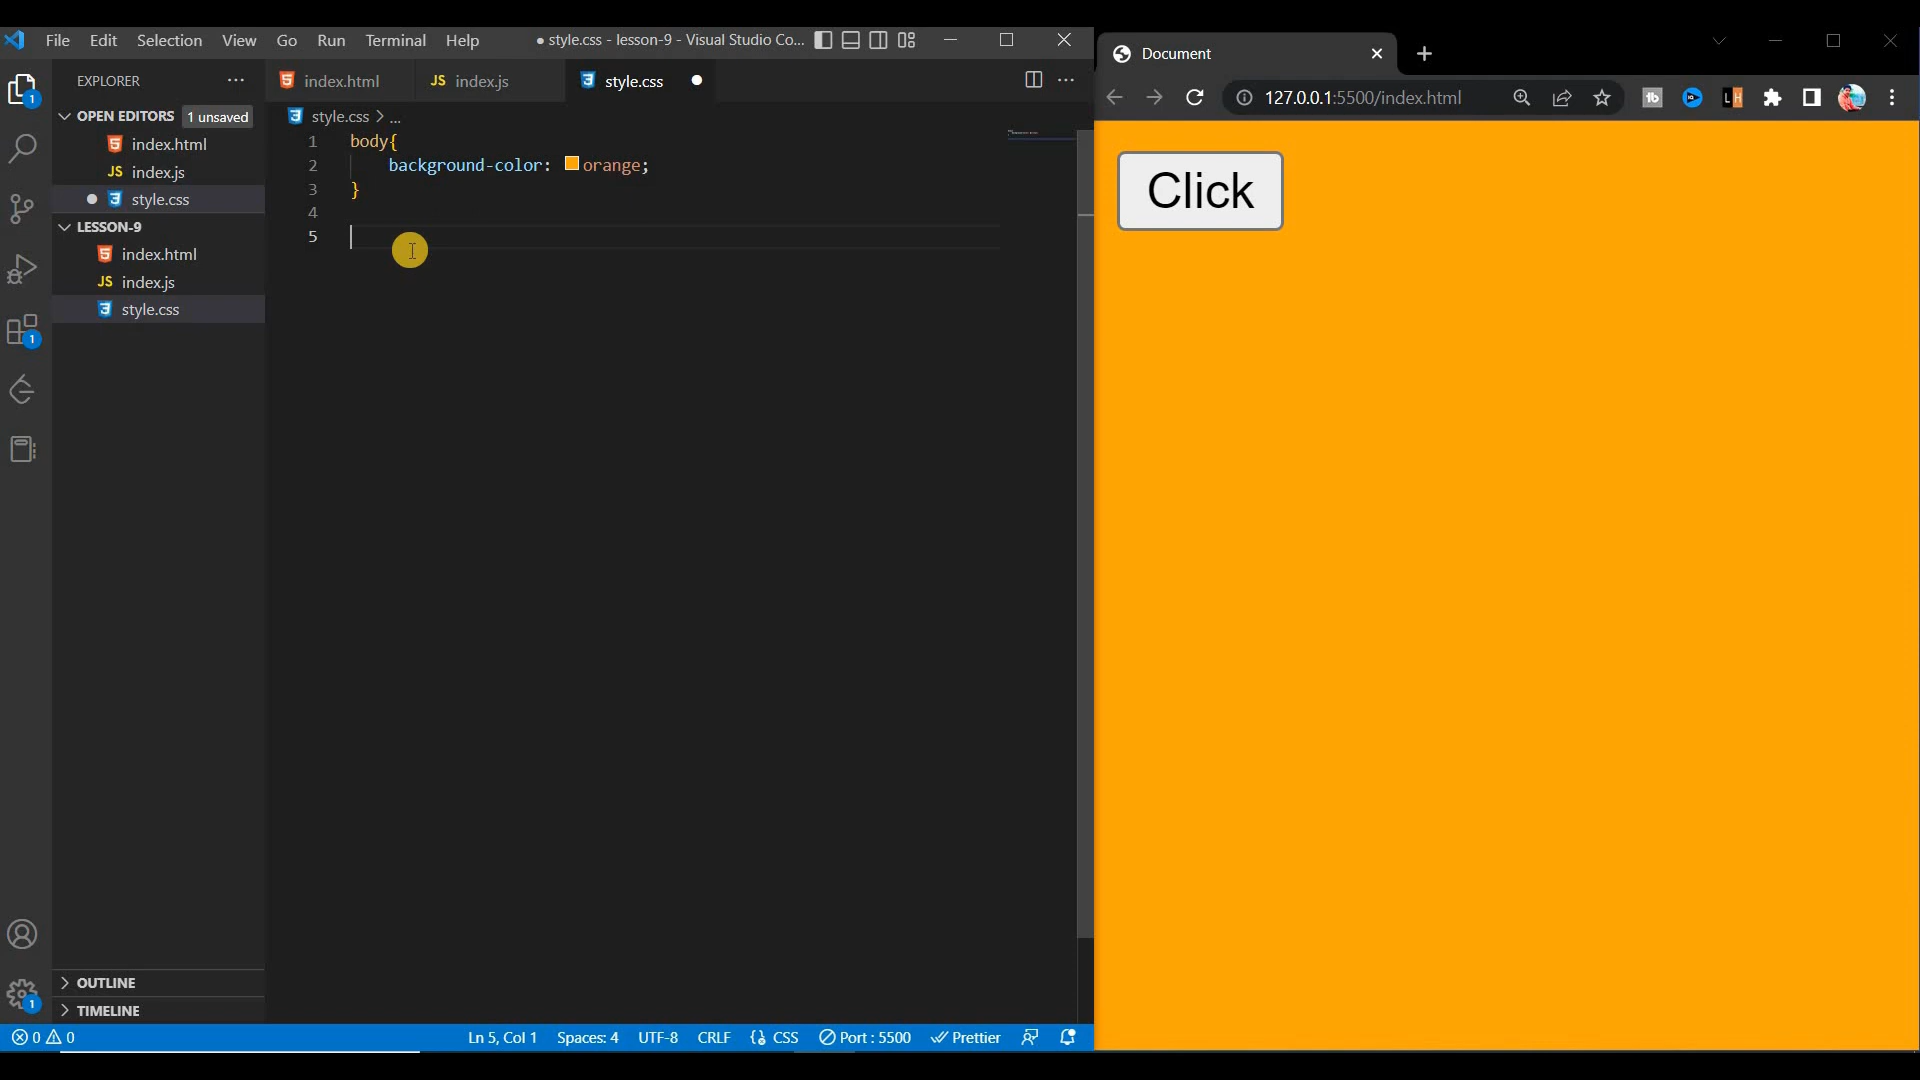 File Edit Selection View Go Run Terminal Help
● style.css - lesson-9 - Visual Studio Co...
EXPLORER
OPEN EDITORS 1 unsaved
index.html
JS index.js
style.css
LESSON-9
index.html
JS index.js
style.css
OUTLINE
TIMELINE
1
1
1
index.html JS index.js style.css
style.css > ...
1 body{
2 background-color: orange;
3 }
4
5
0 0 Ln 5, Col 1 Spaces: 4 UTF-8 CRLF {} CSS Port : 5500 Prettier
Document
127.0.0.1:5500/index.html
Click